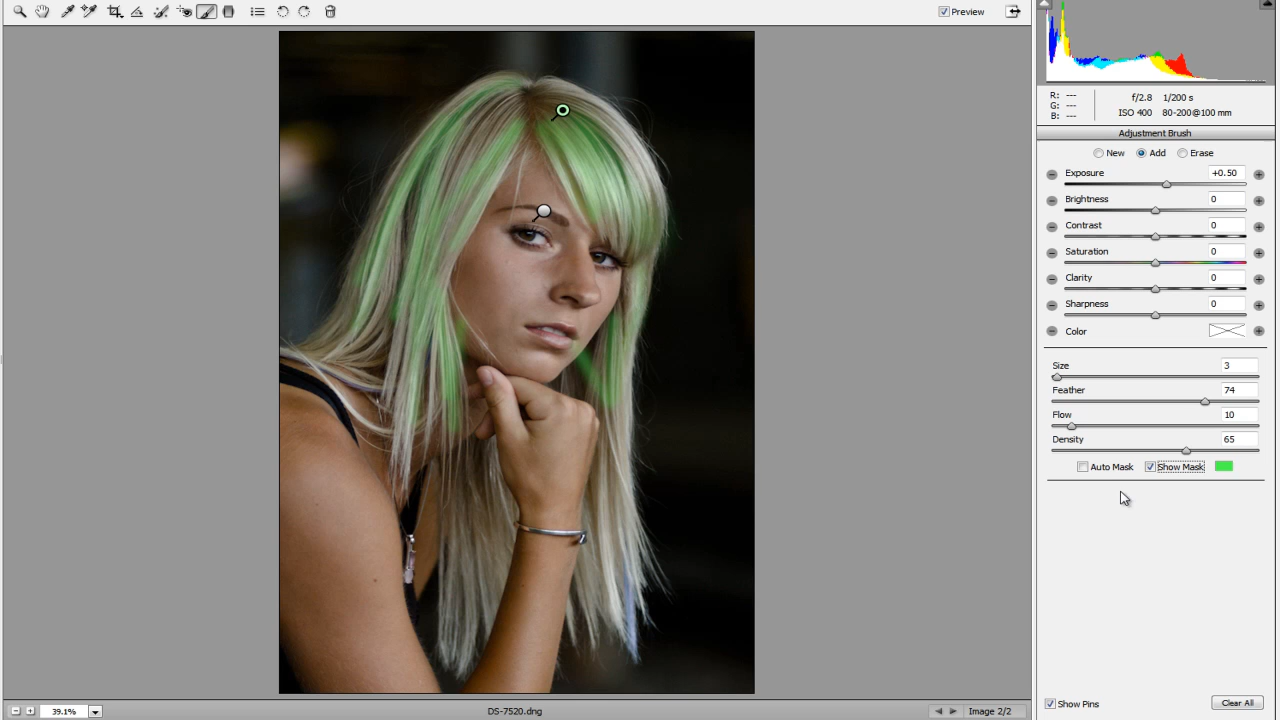 Preview
R: ---
G: ---
B: ---
f/2.8 1/200 s
ISO 400 80-200@100 mm
Adjustment Brush
New Add Erase
Exposure +0.50
Brightness 0
Contrast 0
Saturation 0
Clarity 0
Sharpness 0
Color
Size 3
Feather 74
Flow 10
Density 65
Auto Mask Show Mask
Show Pins Clear All
39.1% DS-7520.dng Image 2/2